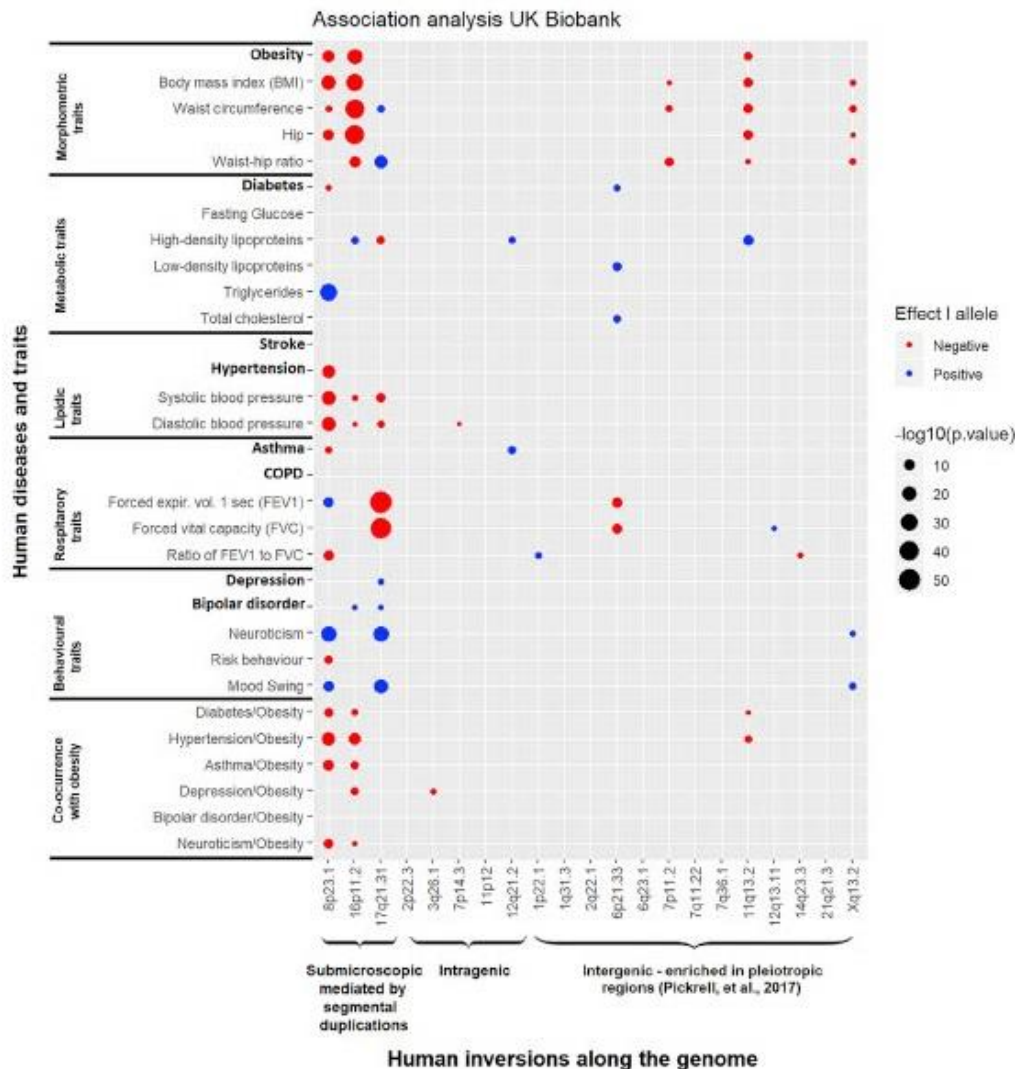 Association analysis UK Biobank
Human diseases and traits
Morphometric
traits
Obesity
Body mass index (BMI)
Waist circumference
Hip
Waist-hip ratio
Metabolic traits
Diabetes
Fasting Glucose
High-density lipoproteins
Low-density lipoproteins
Triglycerides
Total cholesterol
Lipidic
traits
Stroke
Hypertension
Systolic blood pressure
Diastolic blood pressure
Respitarory
traits
Asthma
COPD
Forced expir. vol. 1 sec (FEV1)
Forced vital capacity (FVC)
Ratio of FEV1 to FVC
Behavioural
traits
Depression
Bipolar disorder
Neuroticism
Risk behaviour
Mood Swing
Co-ocurrence
with obesity
Diabetes/Obesity
Hypertension/Obesity
Asthma/Obesity
Depression/Obesity
Bipolar disorder/Obesity
Neuroticism/Obesity
8p23.1
16p11.2
17q21.31
2p22.3
3q26.1
7p14.3
11p12
12q21.2
1p22.1
1q31.3
2q22.1
6p21.33
6q23.1
7p11.2
7q11.22
7q36.1
11q13.2
12q13.11
14q23.3
21q21.3
Xq13.2
Submicroscopic
mediated by
segmental
duplications
Intragenic
Intergenic - enriched in pleiotropic
regions (Pickrell, et al., 2017)
Human inversions along the genome
Effect I allele
Negative
Positive
-log10(p.value)
10
20
30
40
50